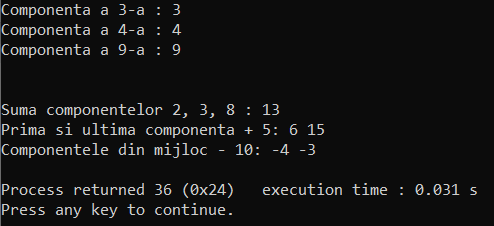 Componenta a 3-a : 3
Componenta a 4-a : 4
Componenta a 9-a : 9
Suma componentelor 2, 3, 8 : 13
Prima si ultima componenta + 5: 6 15
Componentele din mijloc - 10: -4 -3
Process returned 36 (0x24)   execution time : 0.031 s
Press any key to continue.